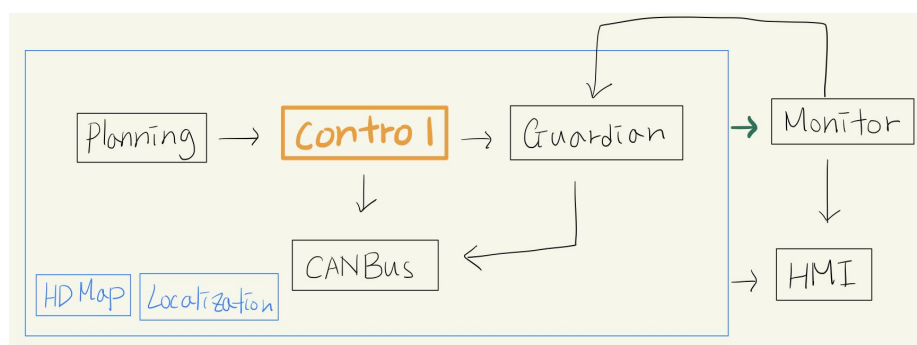 Planning
Control
Guardian
Monitor
CANBus
HMI
HD Map
Localization